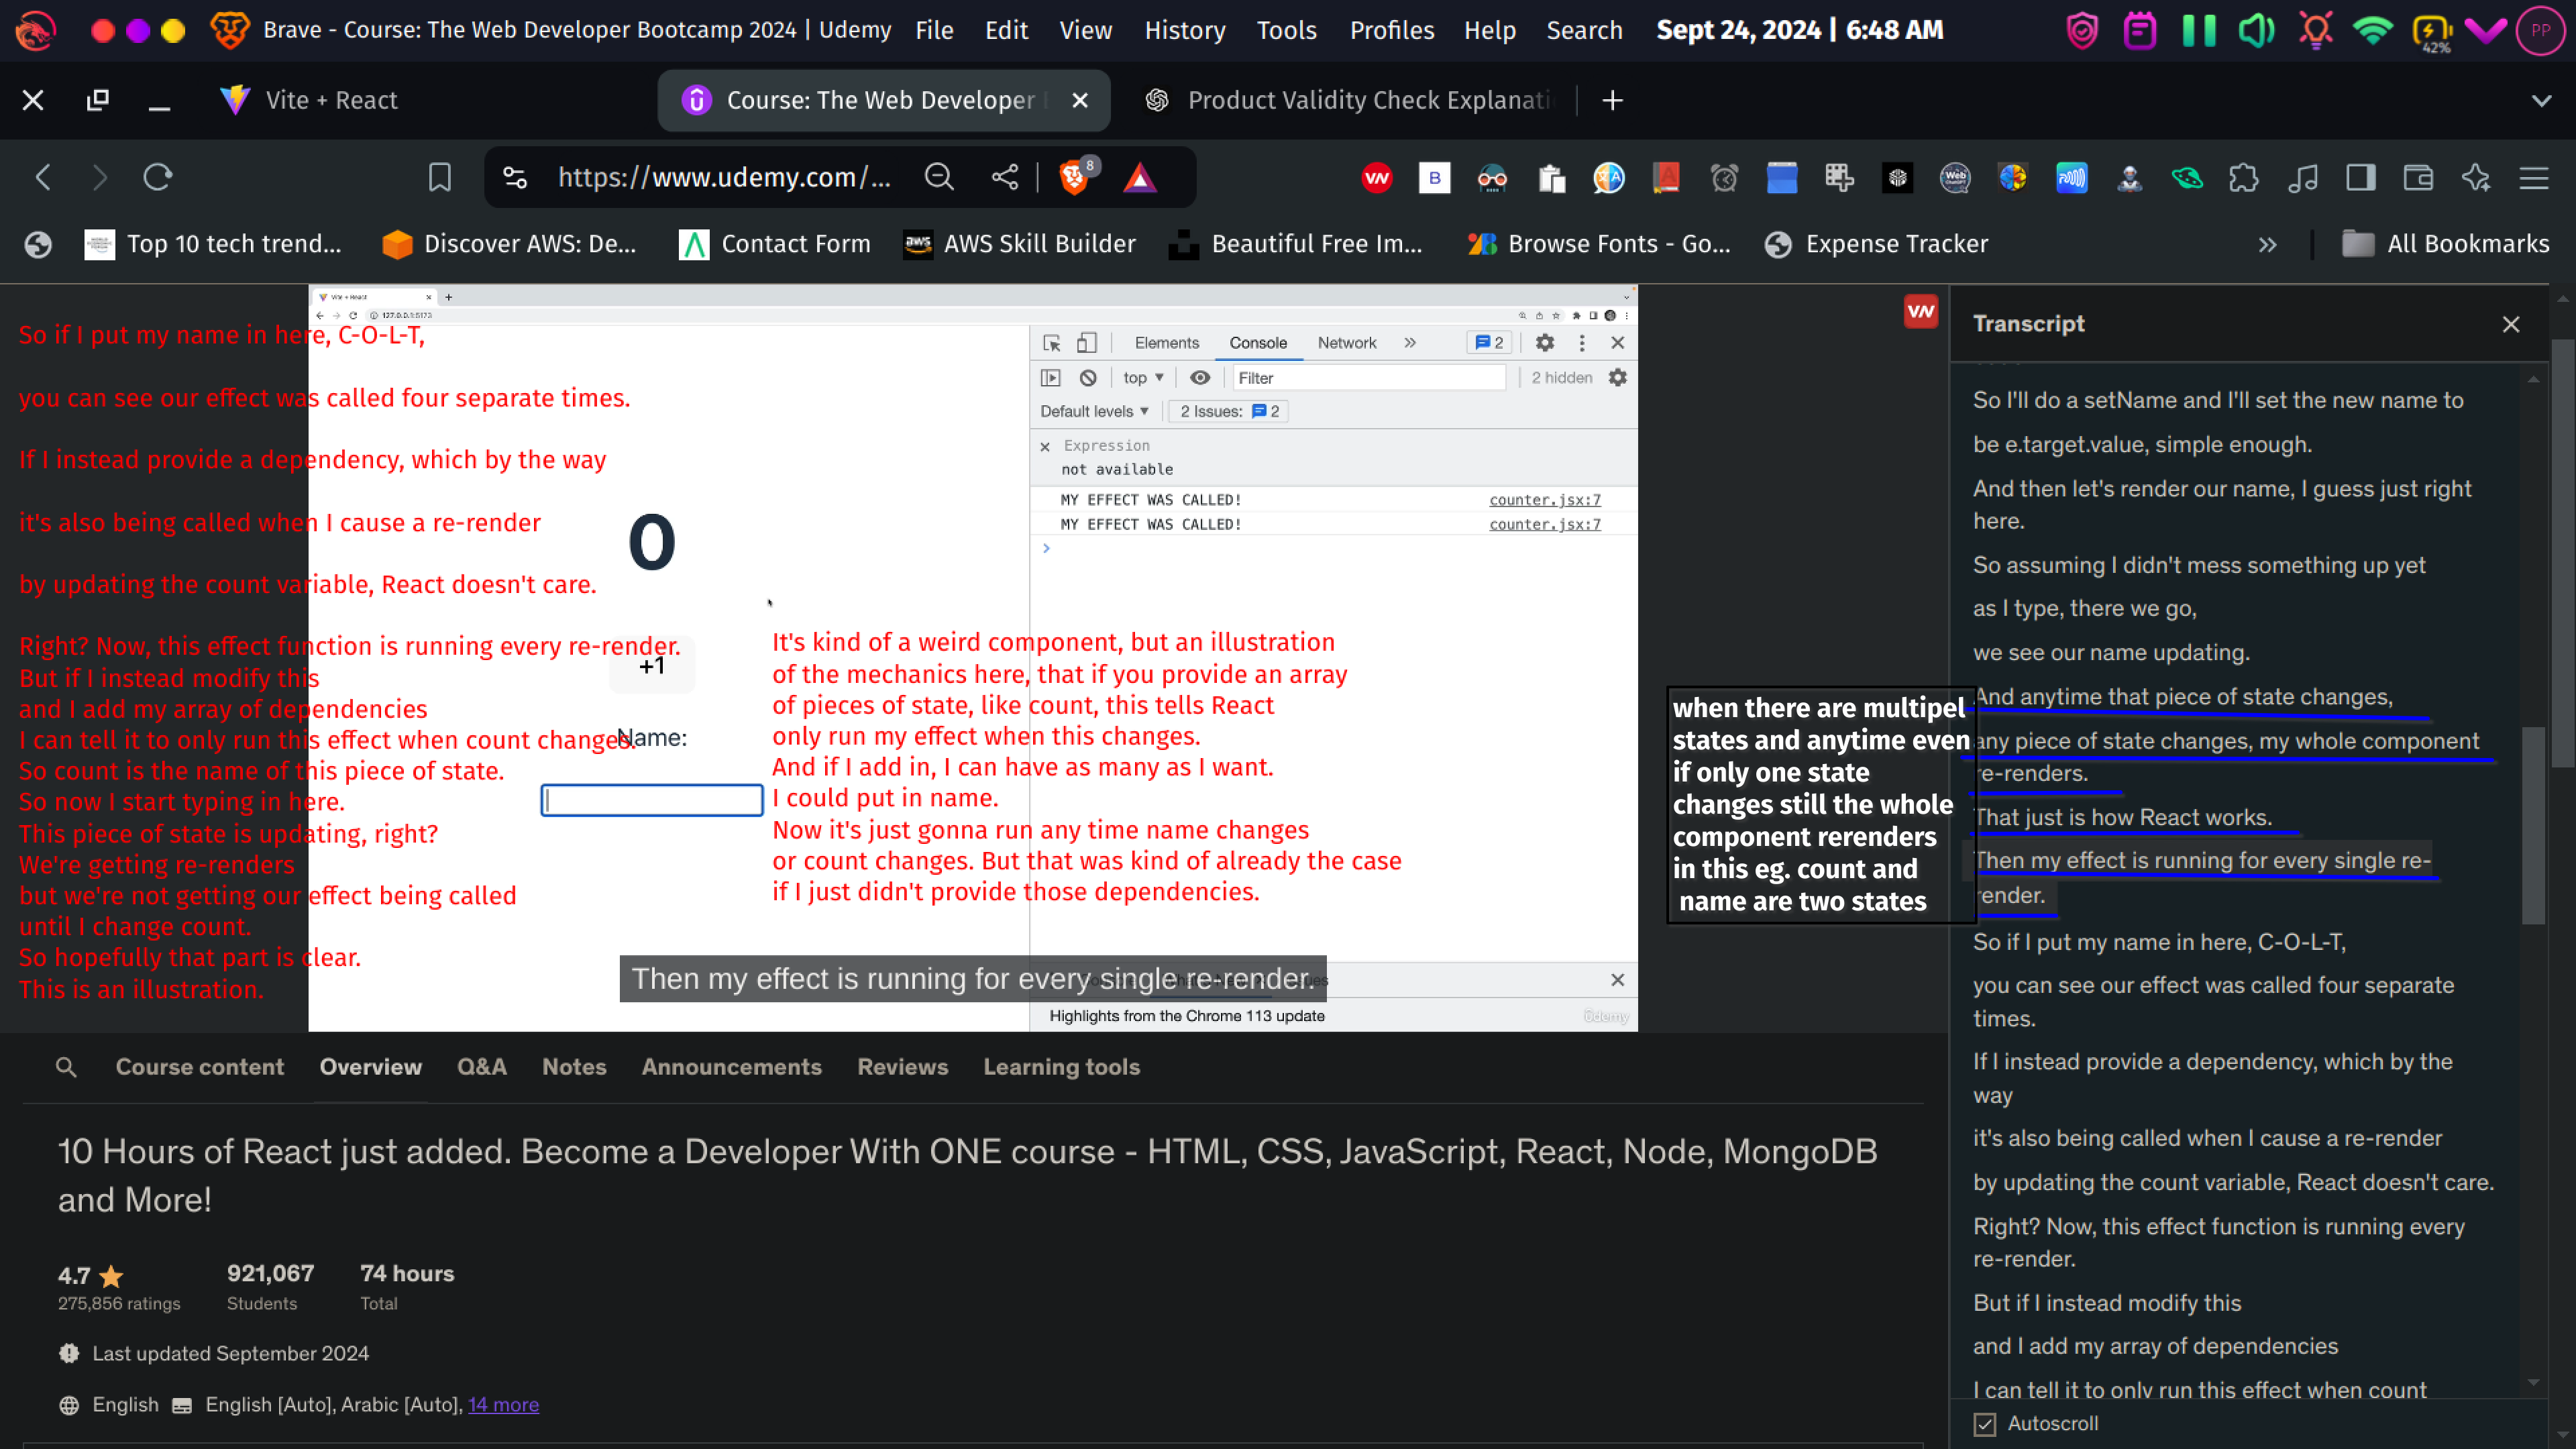 Brave - Course: The Web Developer Bootcamp 2024 | Udemy File Edit View History Tools Profiles Help Search Sept 24, 2024 | 6:48 AM 42% PP
Vite + React Course: The Web Developer Product Validity Check Explanati
https://www.udemy.com/... 8
Top 10 tech trend... Discover AWS: De... Contact Form AWS Skill Builder Beautiful Free Im... Browse Fonts - Go... Expense Tracker All Bookmarks
Vite + React
127.0.0.1:5173
So if I put my name in here, C-O-L-T,
you can see our effect was called four separate times.
If I instead provide a dependency, which by the way
it's also being called when I cause a re-render
by updating the count variable, React doesn't care.
Right? Now, this effect function is running every re-render.
But if I instead modify this
and I add my array of dependencies
I can tell it to only run this effect when count changes.
So count is the name of this piece of state.
So now I start typing in here.
This piece of state is updating, right?
We're getting re-renders
but we're not getting our effect being called
until I change count.
So hopefully that part is clear.
This is an illustration.
0
+1
Name:
Elements Console Network 2
top Filter 2 hidden
Default levels 2 Issues: 2
Expression
not available
MY EFFECT WAS CALLED! counter.jsx:7
MY EFFECT WAS CALLED! counter.jsx:7
It's kind of a weird component, but an illustration
of the mechanics here, that if you provide an array
of pieces of state, like count, this tells React
only run my effect when this changes.
And if I add in, I can have as many as I want.
I could put in name.
Now it's just gonna run any time name changes
or count changes. But that was kind of already the case
if I just didn't provide those dependencies.
Then my effect is running for every single re-render.
Highlights from the Chrome 113 update
ûdemy
when there are multipel
states and anytime even
if only one state
changes still the whole
component rerenders
in this eg. count and
name are two states
Transcript
So I'll do a setName and I'll set the new name to
be e.target.value, simple enough.
And then let's render our name, I guess just right
here.
So assuming I didn't mess something up yet
as I type, there we go,
we see our name updating.
And anytime that piece of state changes,
any piece of state changes, my whole component
re-renders.
That just is how React works.
Then my effect is running for every single re-
render.
So if I put my name in here, C-O-L-T,
you can see our effect was called four separate
times.
If I instead provide a dependency, which by the
way
it's also being called when I cause a re-render
by updating the count variable, React doesn't care.
Right? Now, this effect function is running every
re-render.
But if I instead modify this
and I add my array of dependencies
I can tell it to only run this effect when count
Autoscroll
Course content Overview Q&A Notes Announcements Reviews Learning tools
10 Hours of React just added. Become a Developer With ONE course - HTML, CSS, JavaScript, React, Node, MongoDB
and More!
4.7 921,067 74 hours
275,856 ratings Students Total
Last updated September 2024
English English [Auto], Arabic [Auto], 14 more